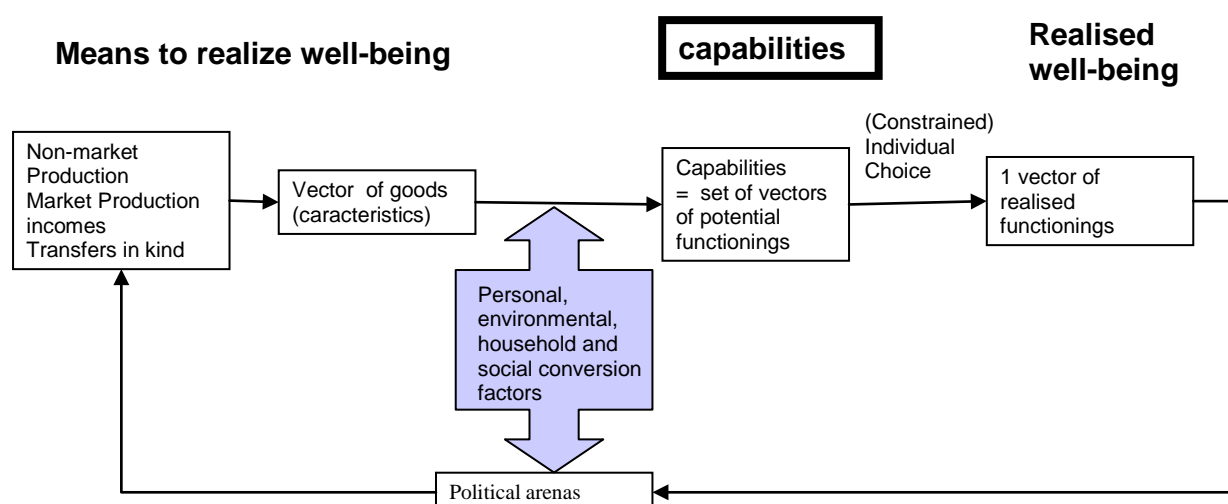 Means to realize well-being
capabilities
Realised
well-being
Non-market
Production
Market Production
incomes
Transfers in kind
Vector of goods
(caracteristics)
Capabilities
= set of vectors
of potential
functionings
(Constrained)
Individual
Choice
1 vector of
realised
functionings
Personal,
environmental,
household and
social conversion
factors
Political arenas